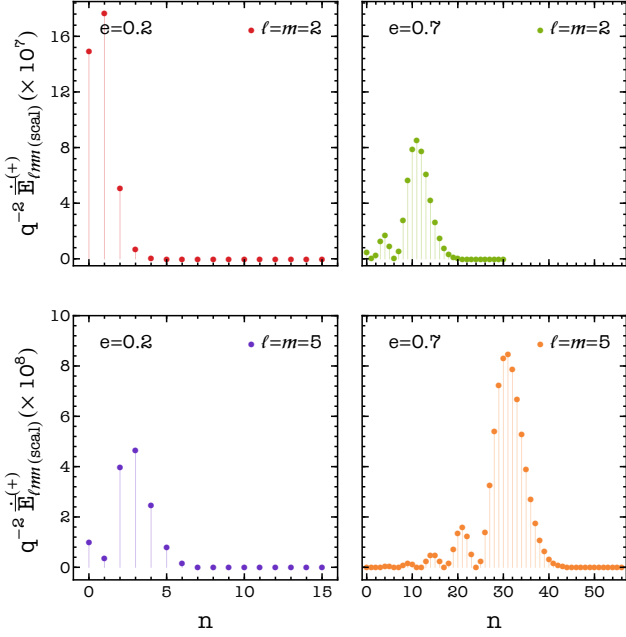 e=0.2 ℓ=m=2
e=0.7 ℓ=m=2
q⁻² Ė̄⁽⁺⁾ℓmn(scal) (× 10⁷)
16
12
8
4
0
e=0.2 ℓ=m=5
e=0.7 ℓ=m=5
q⁻² Ė̄⁽⁺⁾ℓmn(scal) (× 10⁸)
10
8
6
4
2
0
0 5 10 15
0 10 20 30 40 50
n
n